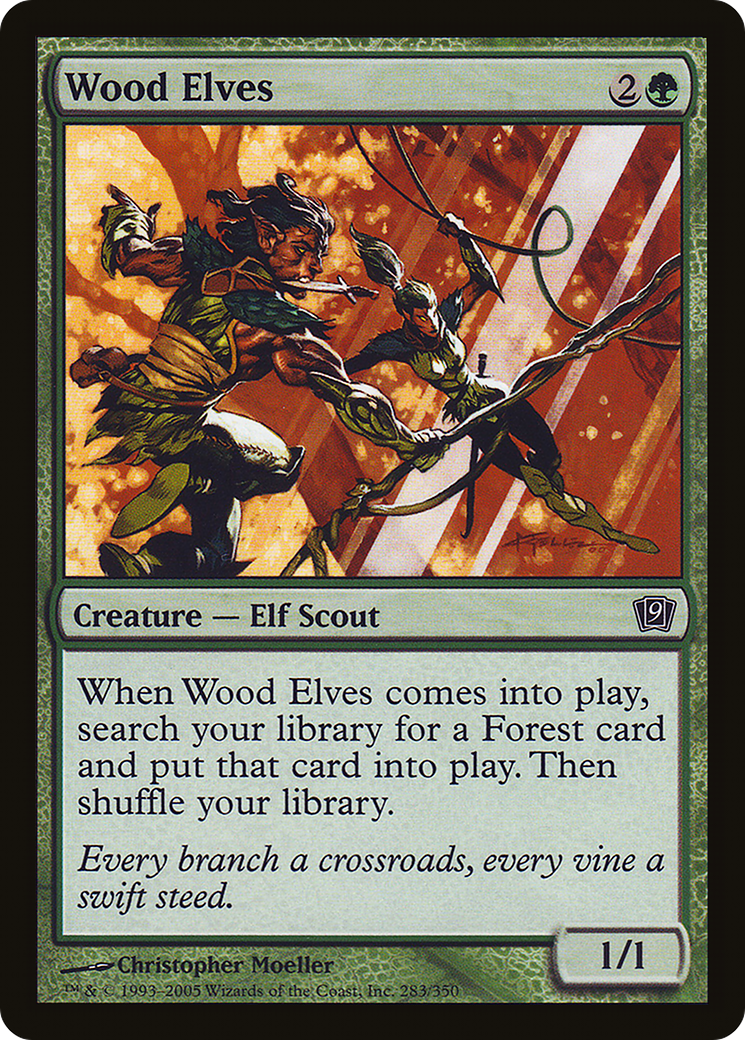 Wood Elves 2
Creature — Elf Scout 9
When Wood Elves comes into play,
search your library for a Forest card
and put that card into play. Then
shuffle your library.
Every branch a crossroads, every vine a
swift steed.
1/1
Christopher Moeller
™ & © 1993–2005 Wizards of the Coast, Inc. 283/350